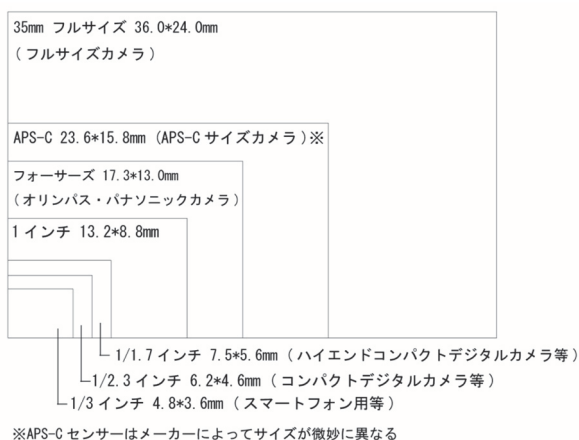 35mm フルサイズ 36.0*24.0mm
(フルサイズカメラ)
APS-C 23.6*15.8mm (APS-Cサイズカメラ)※
フォーサーズ 17.3*13.0mm
(オリンパス・パナソニックカメラ)
1インチ 13.2*8.8mm
1/1.7インチ 7.5*5.6mm (ハイエンドコンパクトデジタルカメラ等)
1/2.3インチ 6.2*4.6mm (コンパクトデジタルカメラ等)
1/3インチ 4.8*3.6mm (スマートフォン用等)
※APS-Cセンサーはメーカーによってサイズが微妙に異なる